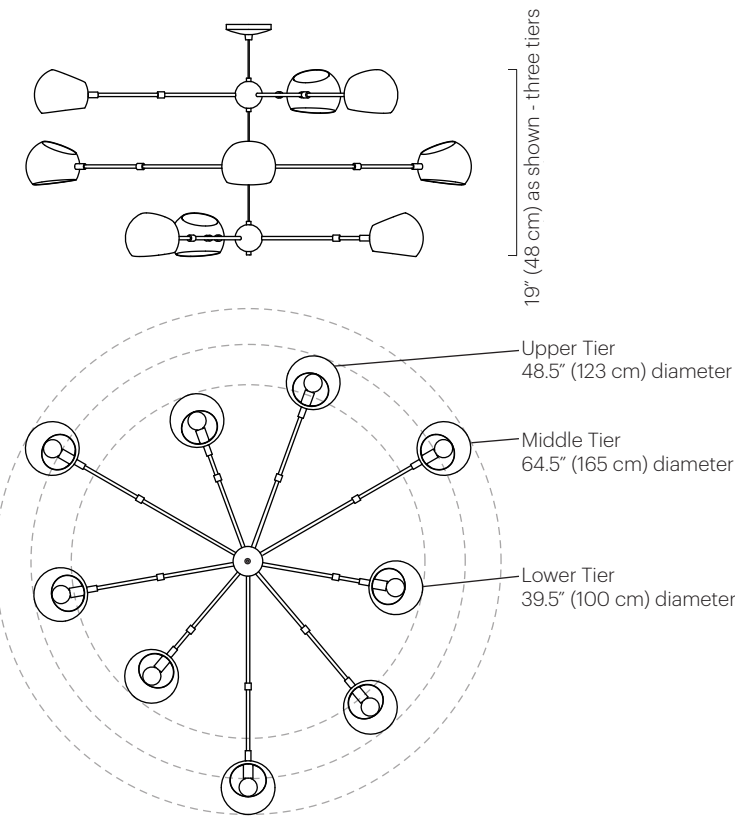 19" (48 cm) as shown - three tiers
Upper Tier
48.5" (123 cm) diameter
Middle Tier
64.5" (165 cm) diameter
Lower Tier
39.5" (100 cm) diameter